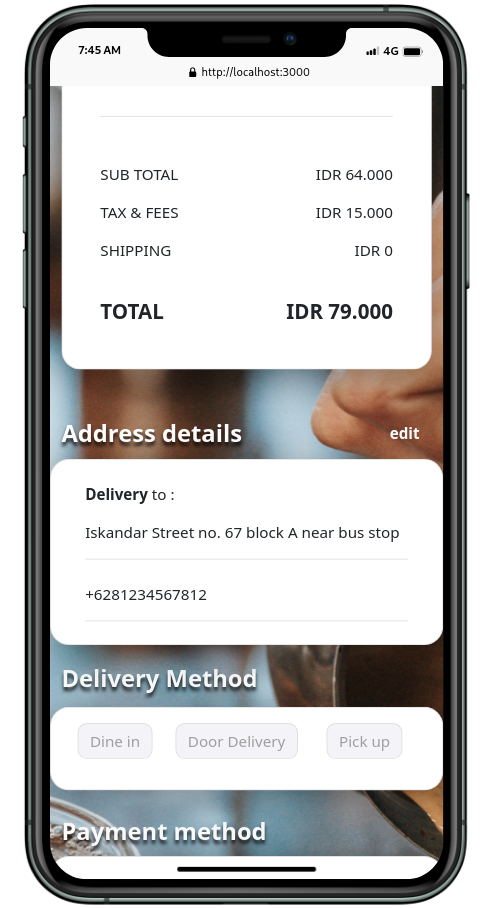 7:45 AM 4G
http://localhost:3000
SUB TOTAL IDR 64.000
TAX & FEES IDR 15.000
SHIPPING IDR 0
TOTAL IDR 79.000
Address details edit
Delivery to :
Iskandar Street no. 67 block A near bus stop
+6281234567812
Delivery Method
Dine in Door Delivery Pick up
Payment method